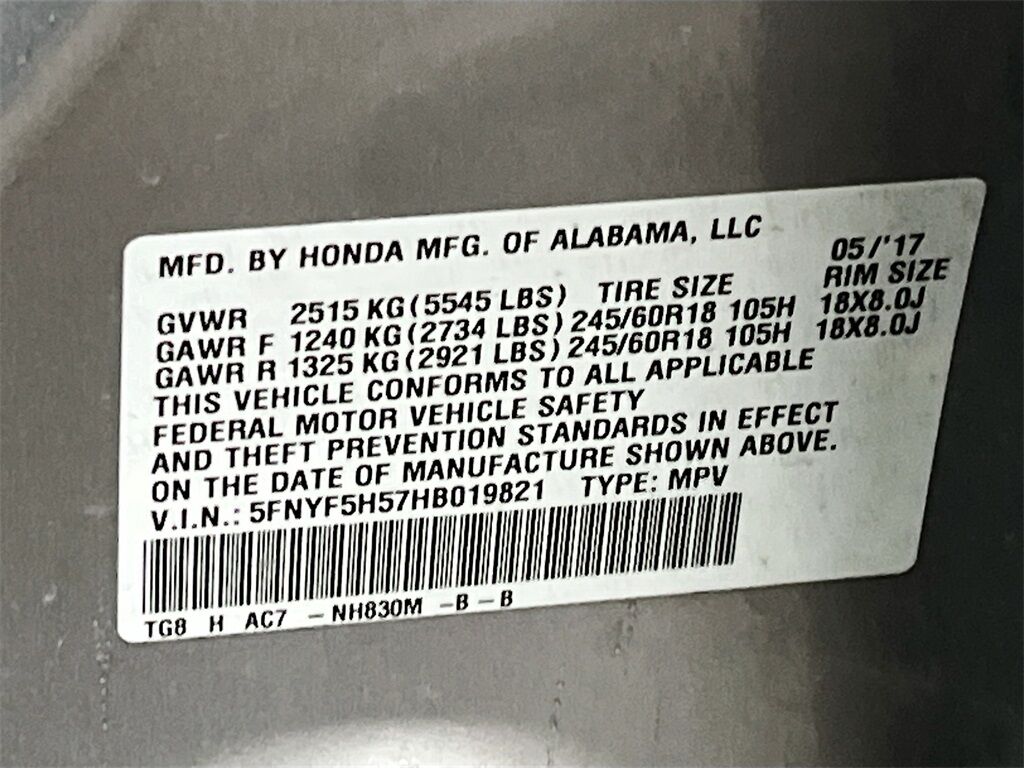 MFD. BY HONDA MFG. OF ALABAMA, LLC 05/'17
GVWR 2515 KG (5545 LBS) TIRE SIZE RIM SIZE
GAWR F 1240 KG (2734 LBS) 245/60R18 105H 18X8.0J
GAWR R 1325 KG (2921 LBS) 245/60R18 105H 18X8.0J
THIS VEHICLE CONFORMS TO ALL APPLICABLE
FEDERAL MOTOR VEHICLE SAFETY
AND THEFT PREVENTION STANDARDS IN EFFECT
ON THE DATE OF MANUFACTURE SHOWN ABOVE.
V.I.N.: 5FNYF5H57HB019821 TYPE: MPV
TG8 H AC7 – NH830M –B – B